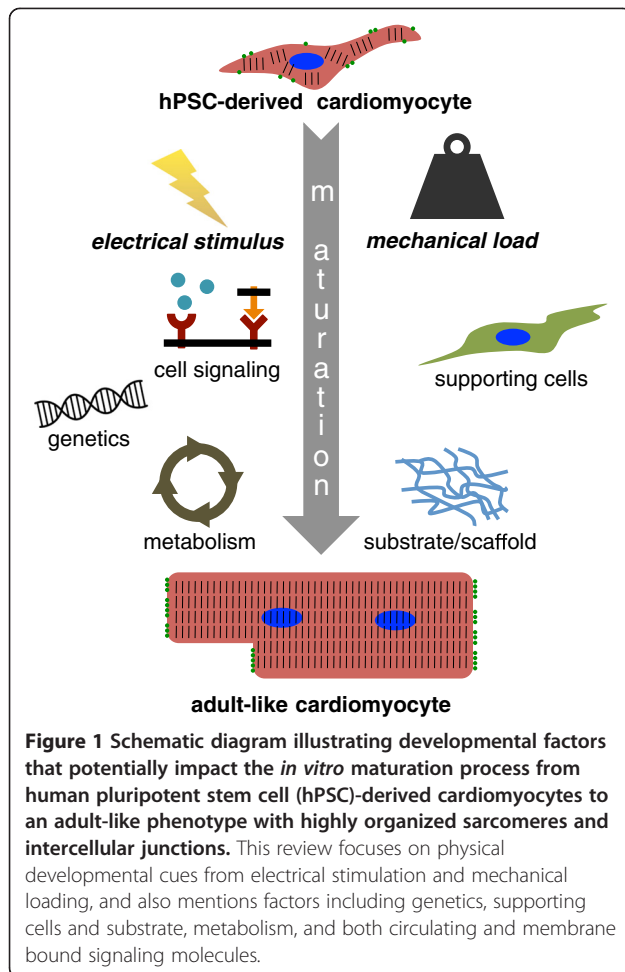 hPSC-derived cardiomyocyte
maturation
electrical stimulus
mechanical load
cell signaling
supporting cells
genetics
metabolism
substrate/scaffold
adult-like cardiomyocyte
Figure 1 Schematic diagram illustrating developmental factors
that potentially impact the in vitro maturation process from
human pluripotent stem cell (hPSC)-derived cardiomyocytes to
an adult-like phenotype with highly organized sarcomeres and
intercellular junctions. This review focuses on physical
developmental cues from electrical stimulation and mechanical
loading, and also mentions factors including genetics, supporting
cells and substrate, metabolism, and both circulating and membrane
bound signaling molecules.